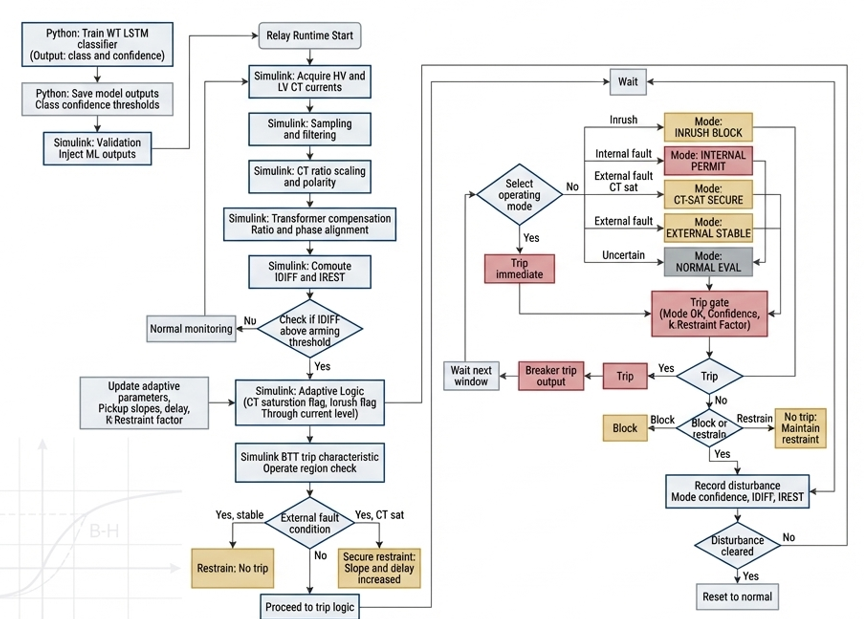 Python: Train WT LSTM
classifier
(Output: class and confidence)
Python: Save model outputs
Class confidence thresholds
Simulink: Validation
Inject ML outputs
Relay Runtime Start
Simulink: Acquire HV and
LV CT currents
Simulink: Sampling
and filtering
Simulink: CT ratio scaling
and polarity
Simulink: Transformer compensation
Ratio and phase alignment
Simulink: Comoute
IDIFF and IREST
Check if IDIFF
above arming
threshold
Nu
Normal monitoring
Yes
Update adaptive
parameters,
Pickup slopes, delay,
K Restraint factor
Simulink: Adaptive Logic
(CT saturstion flag, Iorush flag
Through current level)
Simulink BTT trip characteristic
Operate region check
External fault
condition
Yes, stable
Yes, CT sat
No
Restrain: No trip
Secure restraint:
Slope and delay
increased
Proceed to trip logic
B-H
Wait
Select
operating
mode
No
Yes
Trip
immediate
Inrush
Mode:
INRUSH BLOCK
Internal fault
Mode: INTERNAL
PERMIT
External fault
CT sat
Mode:
CT-SAT SECURE
External fault
Mode:
EXTERNAL STABLE
Uncertain
Mode:
NORMAL EVAL
Trip gate
(Mode OK, Confidence,
k.Restraint Factor)
Trip
Yes
Trip
Breaker trip
output
Wait next
window
No
Block or
restrain
Block
Block
Restrain
No trip:
Maintain
restraint
Yes
Record disturbance
Mode confidence, IDIFF, IREST
Disturbance
cleared
No
Yes
Reset to normal